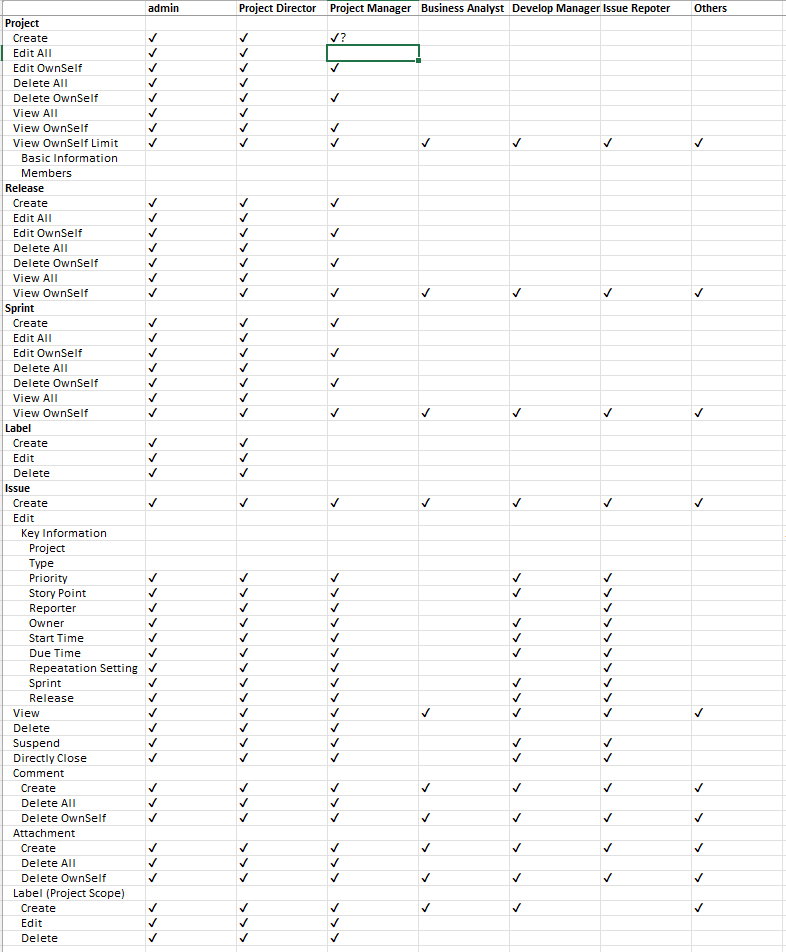 admin Project Director Project Manager Business Analyst Develop Manager Issue Repoter Others
Project
Create ✓ ✓ ✓?
Edit All ✓ ✓
Edit OwnSelf ✓ ✓ ✓
Delete All ✓ ✓
Delete OwnSelf ✓ ✓ ✓
View All ✓ ✓
View OwnSelf ✓ ✓ ✓
View OwnSelf Limit ✓ ✓ ✓ ✓ ✓ ✓ ✓
Basic Information
Members
Release
Create ✓ ✓ ✓
Edit All ✓ ✓
Edit OwnSelf ✓ ✓ ✓
Delete All ✓ ✓
Delete OwnSelf ✓ ✓ ✓
View All ✓ ✓
View OwnSelf ✓ ✓ ✓ ✓ ✓ ✓ ✓
Sprint
Create ✓ ✓ ✓
Edit All ✓ ✓
Edit OwnSelf ✓ ✓ ✓
Delete All ✓ ✓
Delete OwnSelf ✓ ✓ ✓
View All ✓ ✓
View OwnSelf ✓ ✓ ✓ ✓ ✓ ✓ ✓
Label
Create ✓ ✓
Edit ✓ ✓
Delete ✓ ✓
Issue
Create ✓ ✓ ✓ ✓ ✓ ✓ ✓
Edit
Key Information
Project
Type
Priority ✓ ✓ ✓ ✓ ✓
Story Point ✓ ✓ ✓ ✓ ✓
Reporter ✓ ✓ ✓ ✓
Owner ✓ ✓ ✓ ✓ ✓
Start Time ✓ ✓ ✓ ✓ ✓
Due Time ✓ ✓ ✓ ✓ ✓
Repeatation Setting ✓ ✓ ✓ ✓
Sprint ✓ ✓ ✓ ✓ ✓
Release ✓ ✓ ✓ ✓ ✓
View ✓ ✓ ✓ ✓ ✓ ✓ ✓
Delete ✓ ✓ ✓
Suspend ✓ ✓ ✓ ✓ ✓
Directly Close ✓ ✓ ✓ ✓ ✓
Comment
Create ✓ ✓ ✓ ✓ ✓ ✓ ✓
Delete All ✓ ✓ ✓
Delete OwnSelf ✓ ✓ ✓ ✓ ✓ ✓ ✓
Attachment
Create ✓ ✓ ✓ ✓ ✓ ✓ ✓
Delete All ✓ ✓ ✓
Delete OwnSelf ✓ ✓ ✓ ✓ ✓ ✓ ✓
Label (Project Scope)
Create ✓ ✓ ✓ ✓ ✓ ✓
Edit ✓ ✓ ✓
Delete ✓ ✓ ✓